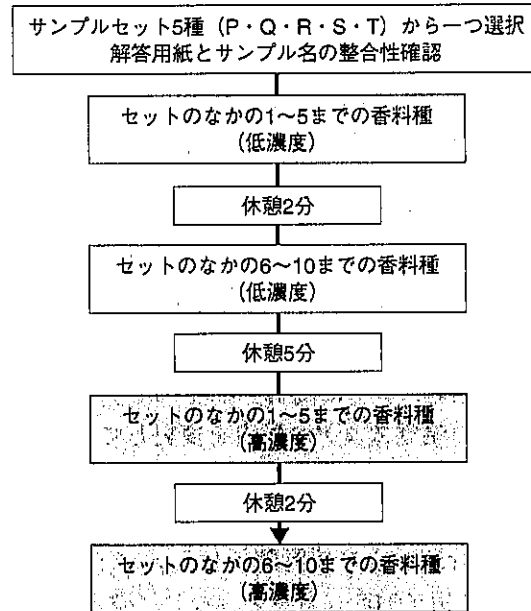 サンプルセット5種（P・Q・R・S・T）から一つ選択
解答用紙とサンプル名の整合性確認
セットのなかの1〜5までの香料種
（低濃度）
休憩2分
セットのなかの6〜10までの香料種
（低濃度）
休憩5分
セットのなかの1〜5までの香料種
（高濃度）
休憩2分
セットのなかの6〜10までの香料種
（高濃度）